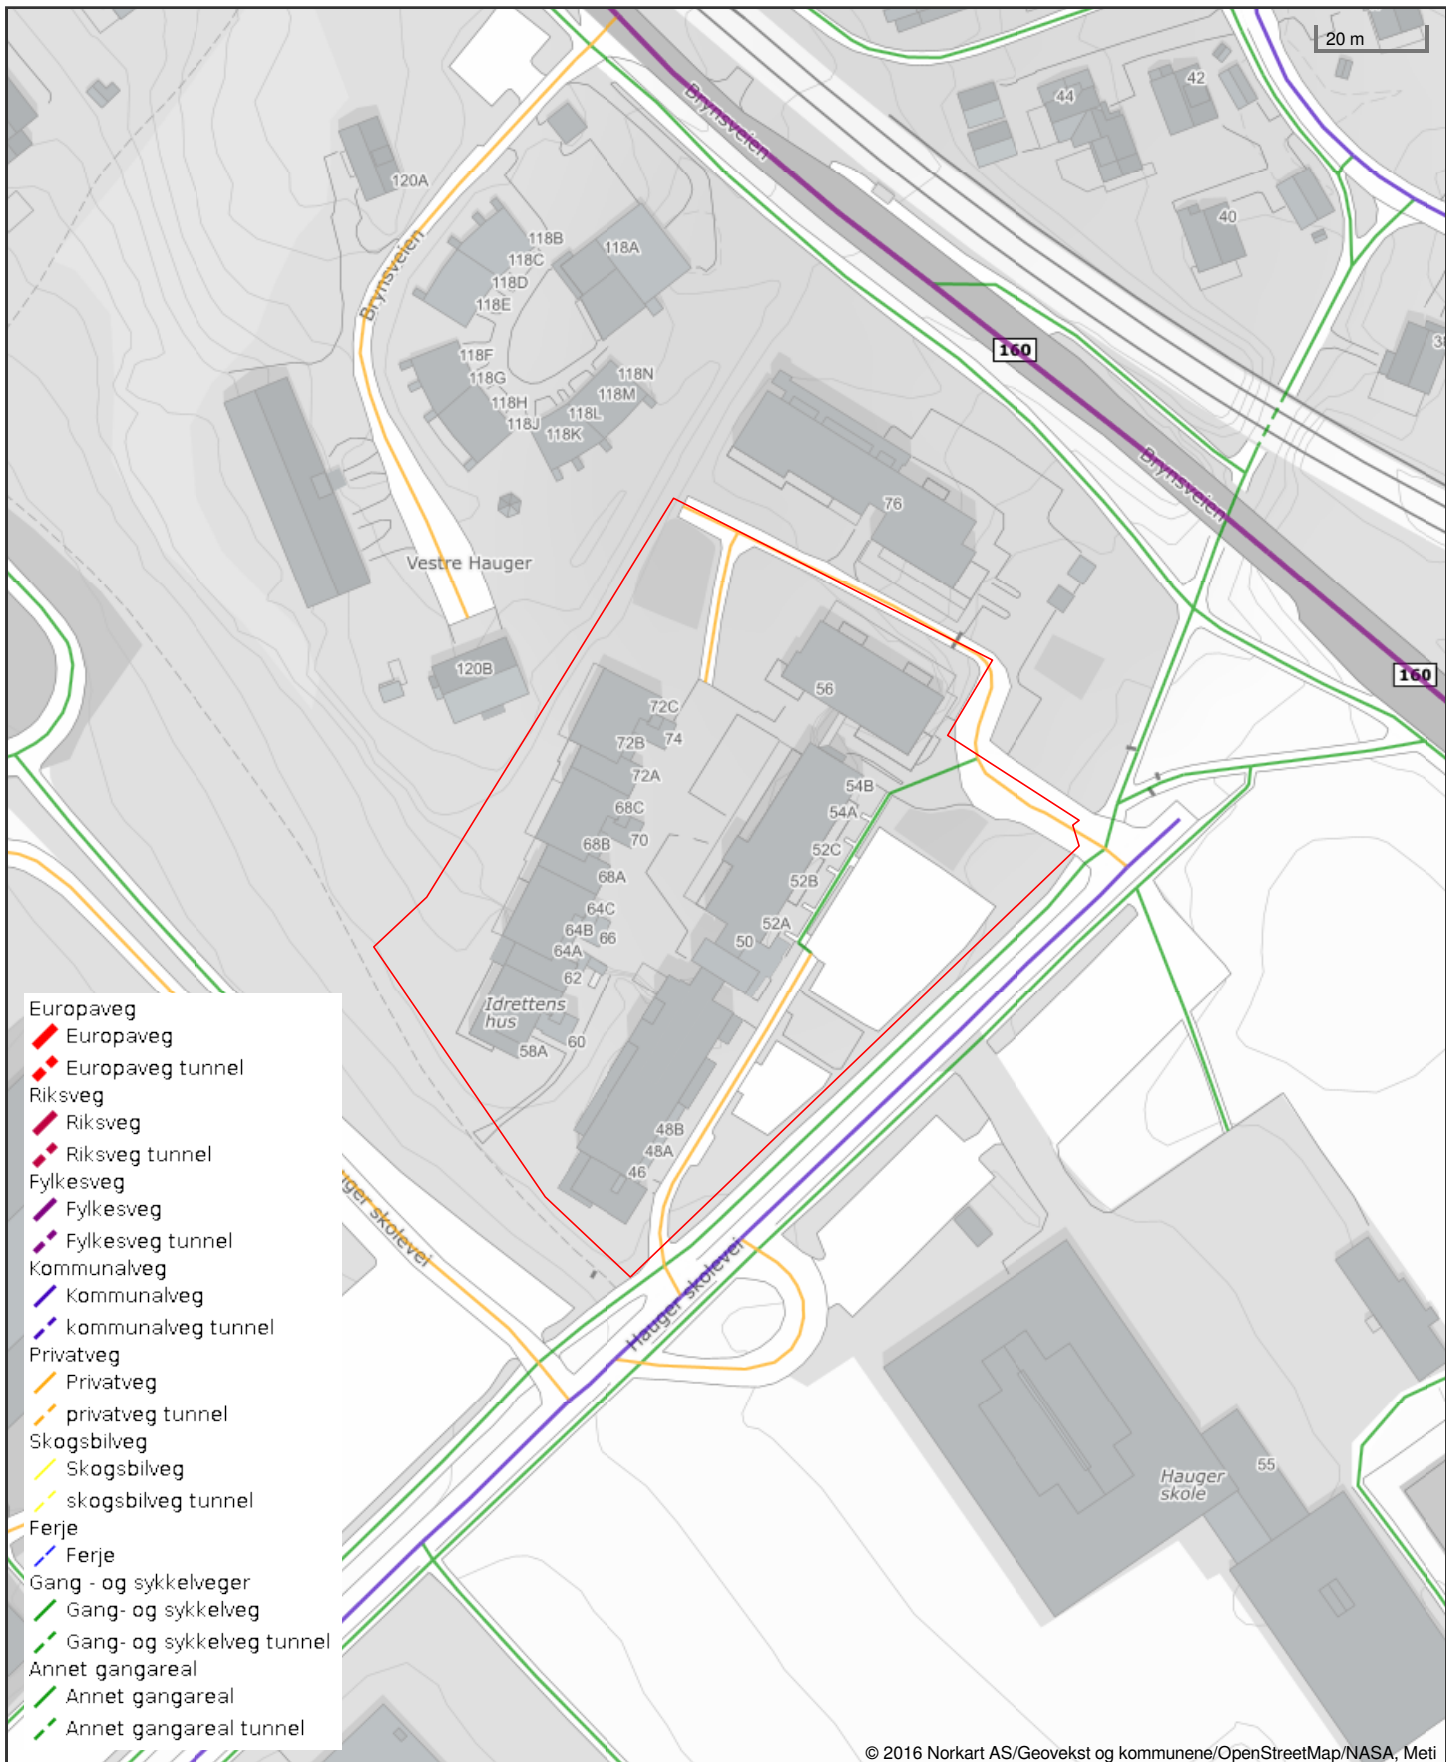 20 m
42
44
Brynsveien
120A
40
118B
118A
118C
118D
Brynsveien
118E
160
118F
118G
118N
118M
118H
118L
118J
118K
Brynsveien
76
Vestre Hauger
120B
160
56
72C
74
72B
72A
54B
68C
54A
70
68B
52C
68A
52B
64C
52A
64B
66
50
64A
62
Idrettens
hus
60
58A
48B
48A
46
Hauger skolevei
55
Hauger
skole
Europaveg
Europaveg
Europaveg tunnel
Riksveg
Riksveg
Riksveg tunnel
Fylkesveg
Fylkesveg
Fylkesveg tunnel
Kommunalveg
Kommunalveg
kommunalveg tunnel
Privatveg
Privatveg
privatveg tunnel
Skogsbilveg
Skogsbilveg
skogsbilveg tunnel
Ferje
Ferje
Gang - og sykkelveger
Gang- og sykkelveg
Gang- og sykkelveg tunnel
Annet gangareal
Annet gangareal
Annet gangareal tunnel
© 2016 Norkart AS/Geovekst og kommunene/OpenStreetMap/NASA, Meti